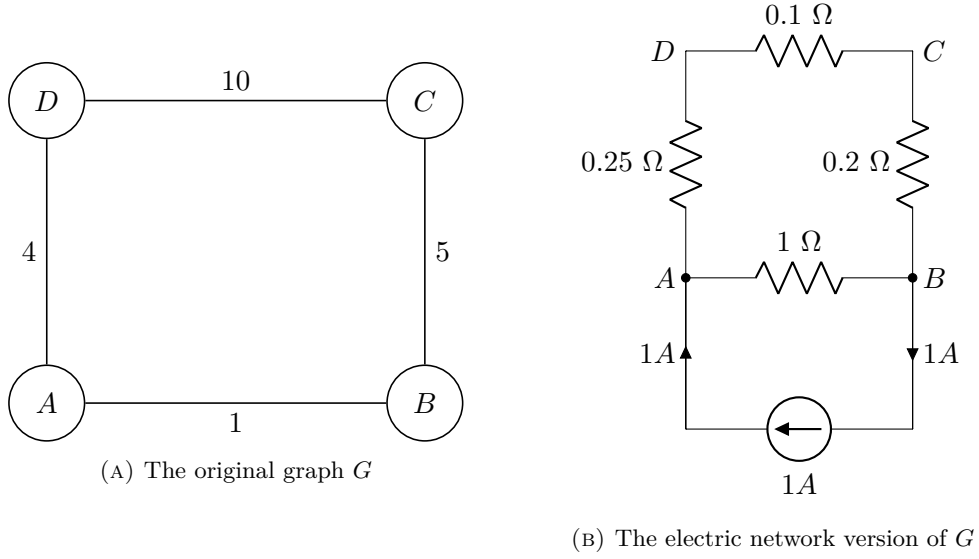 D
10
C
4
5
A
1
B
(A) The original graph G
0.1 Ω
D
C
0.25 Ω
0.2 Ω
1 Ω
A
B
1A
1A
1A
(B) The electric network version of G